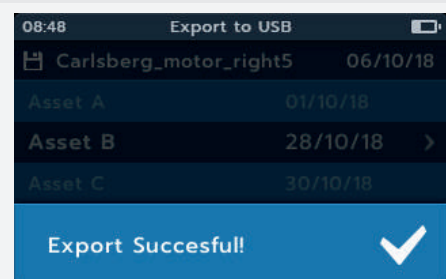 08:48 Export to USB
Carlsberg_motor_right5 06/10/18
Asset A 01/10/18
Asset B 28/10/18 >
Asset C 30/10/18
Export Succesful!